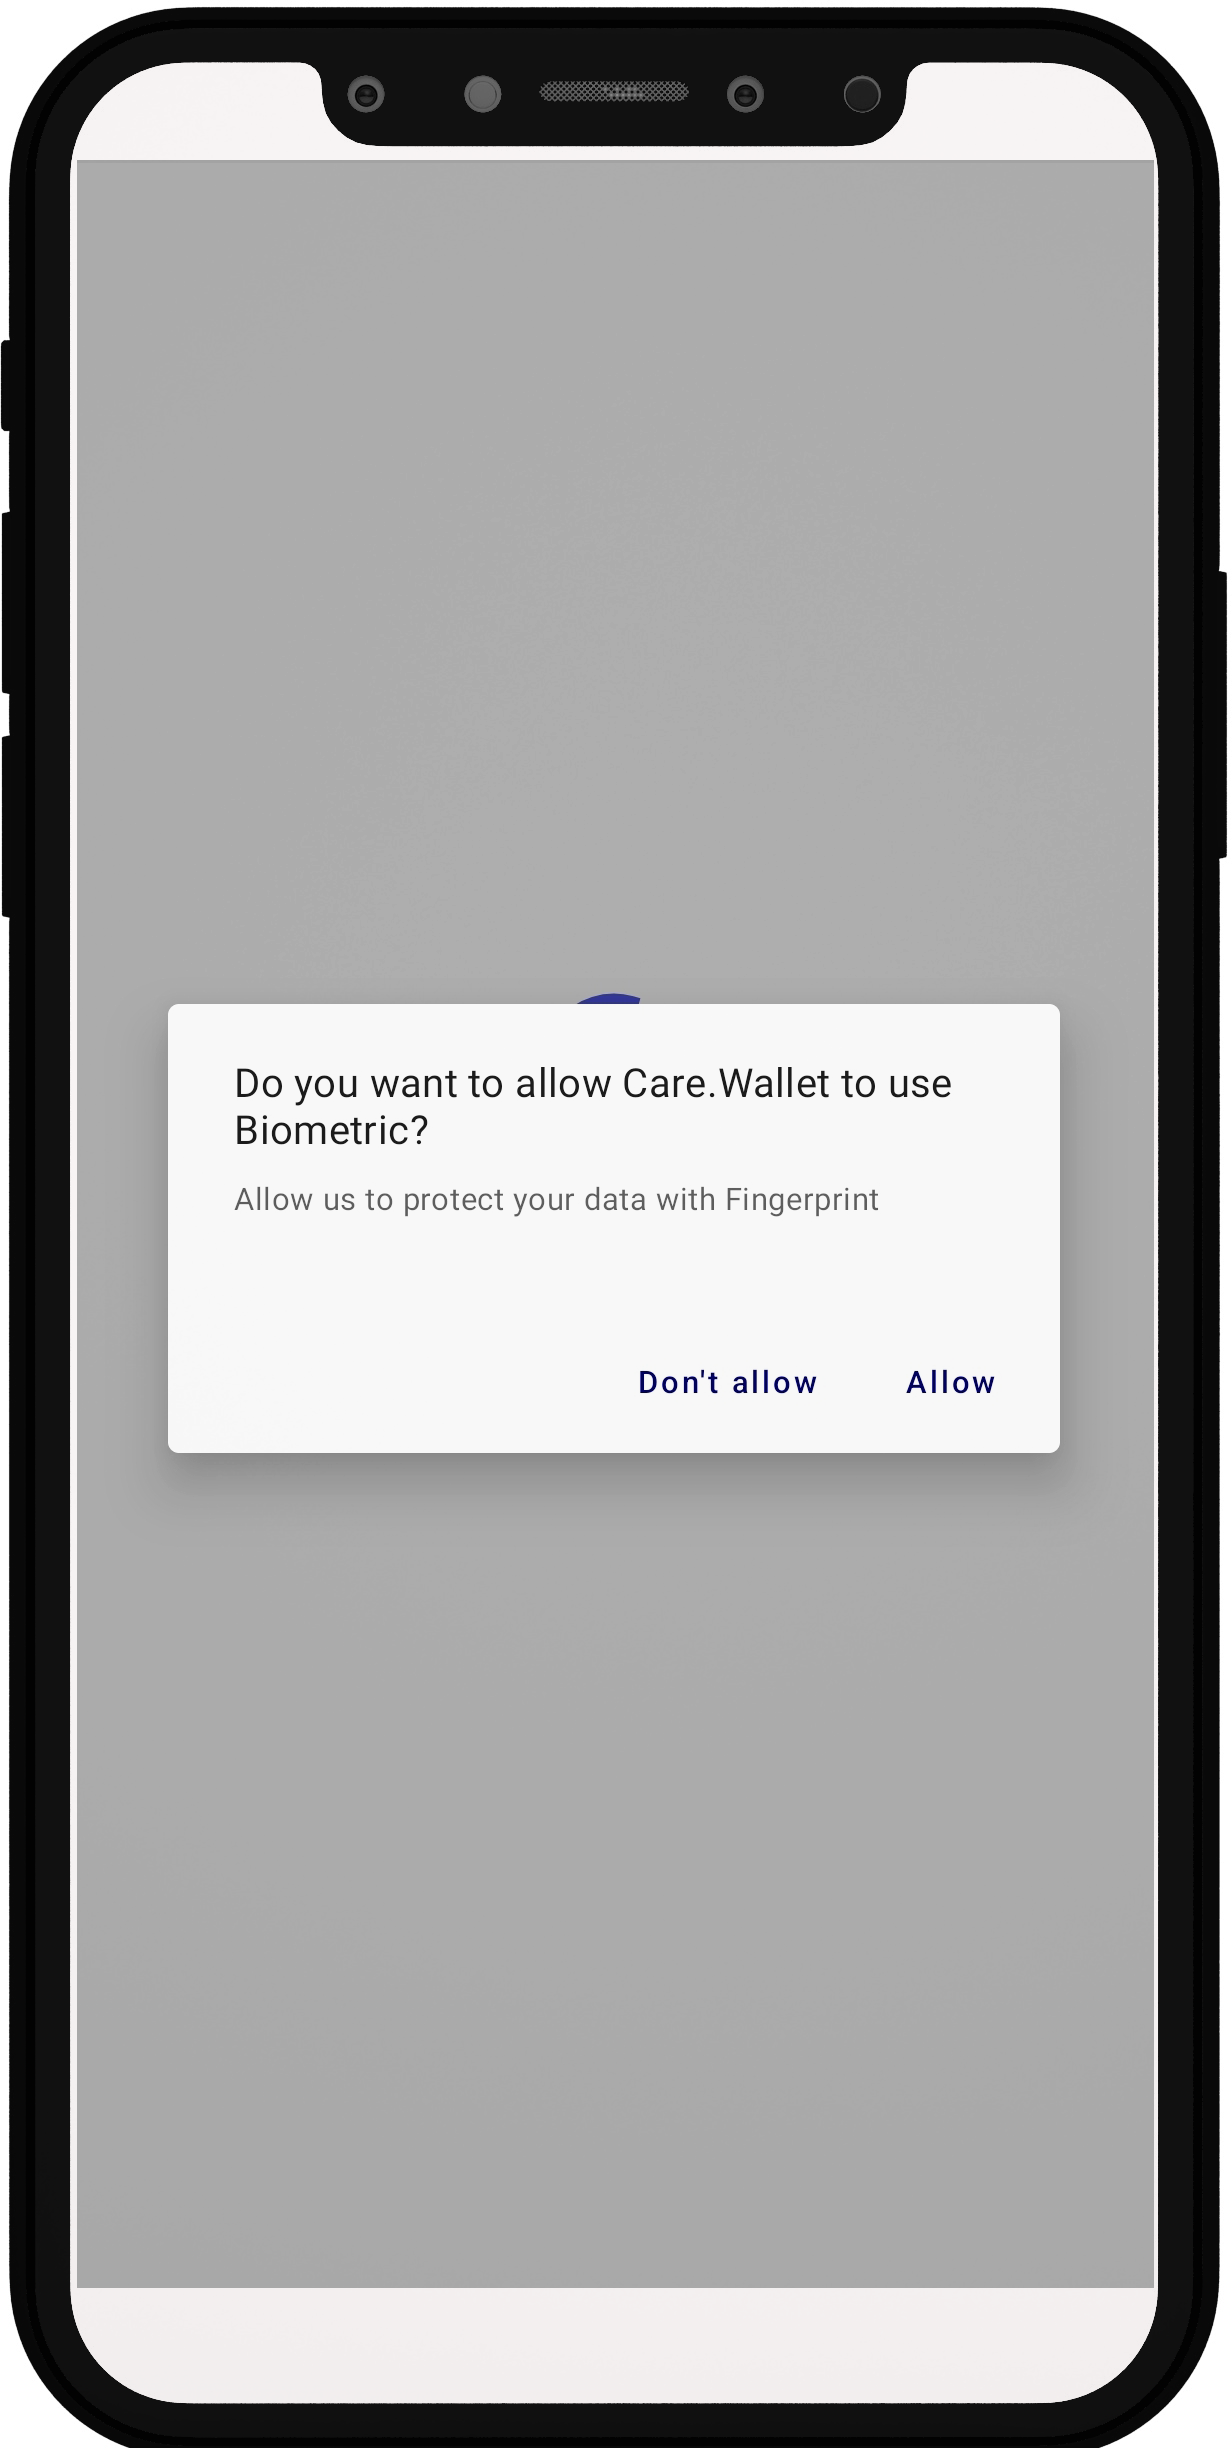 Do you want to allow Care.Wallet to use
Biometric?
Allow us to protect your data with Fingerprint
Don't allow Allow